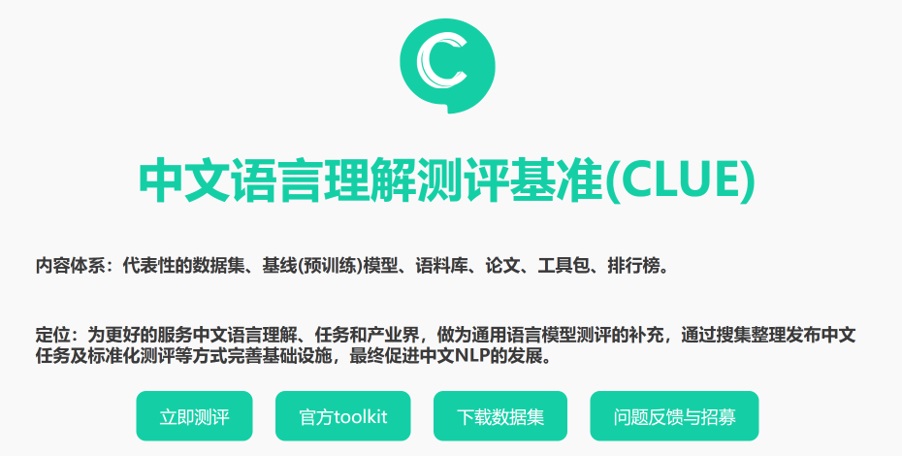 C
中文语言理解测评基准(CLUE)
内容体系：代表性的数据集、基线(预训练)模型、语料库、论文、工具包、排行榜。
定位：为更好的服务中文语言理解、任务和产业界，做为通用语言模型测评的补充，通过搜集整理发布中文
任务及标准化测评等方式完善基础设施，最终促进中文NLP的发展。
立即测评 官方toolkit 下载数据集 问题反馈与招募